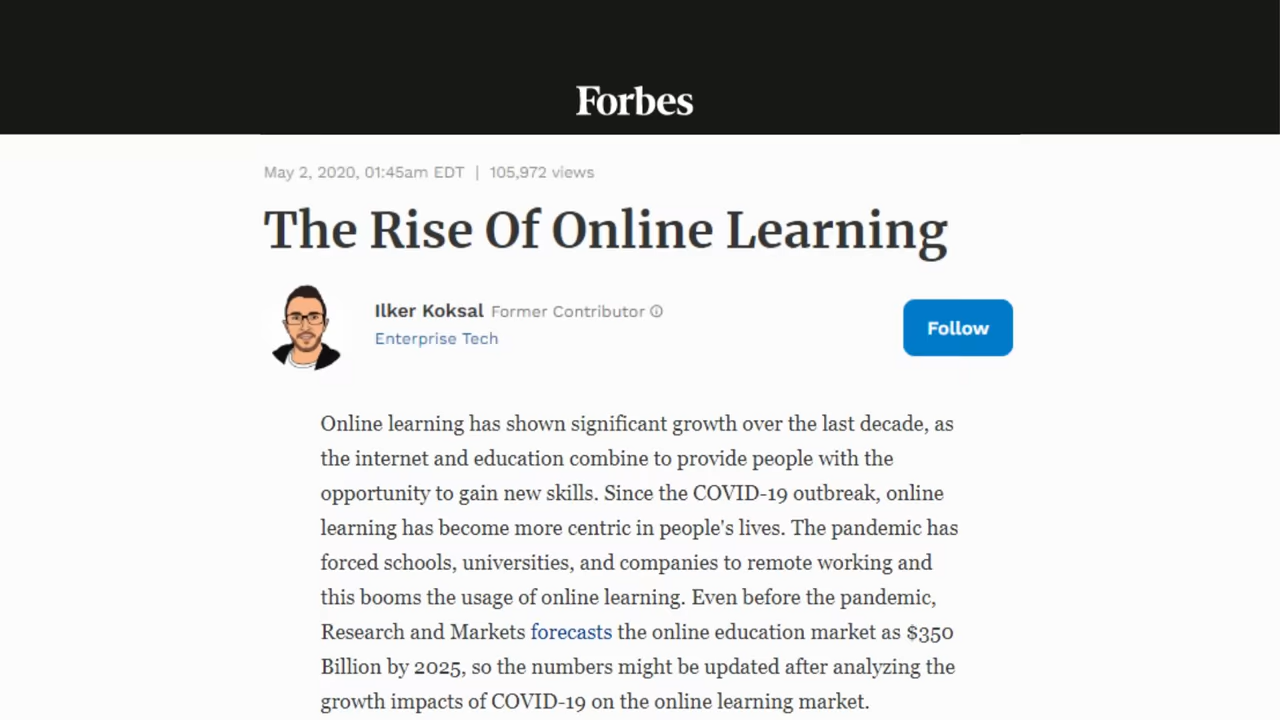 Forbes
May 2, 2020, 01:45am EDT | 105,972 views
The Rise Of Online Learning
Ilker Koksal Former Contributor
Enterprise Tech
Follow
Online learning has shown significant growth over the last decade, as
the internet and education combine to provide people with the
opportunity to gain new skills. Since the COVID-19 outbreak, online
learning has become more centric in people's lives. The pandemic has
forced schools, universities, and companies to remote working and
this booms the usage of online learning. Even before the pandemic,
Research and Markets forecasts the online education market as $350
Billion by 2025, so the numbers might be updated after analyzing the
growth impacts of COVID-19 on the online learning market.